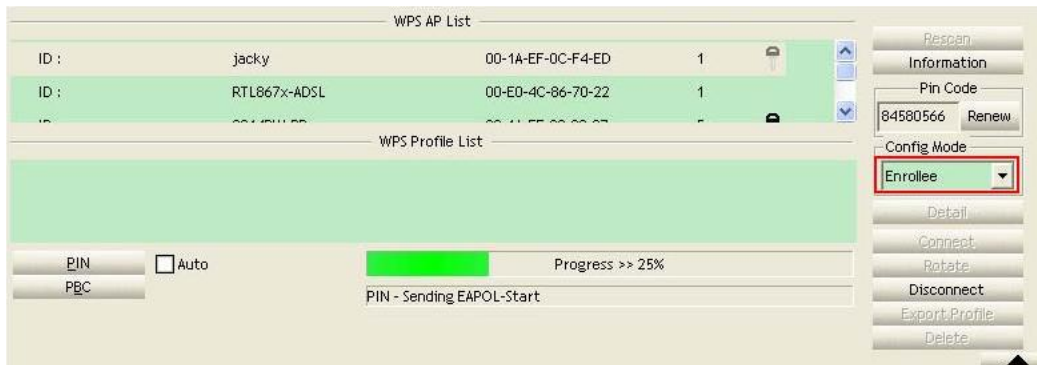 WPS AP List
ID : jacky 00-1A-EF-0C-F4-ED 1
ID : RTL867x-ADSL 00-E0-4C-86-70-22 1
WPS Profile List
PIN Auto Progress >> 25%
PBC PIN - Sending EAPOL-Start
Rescan
Information
Pin Code
84580566 Renew
Config Mode
Enrollee
Detail
Connect
Rotate
Disconnect
Export Profile
Delete